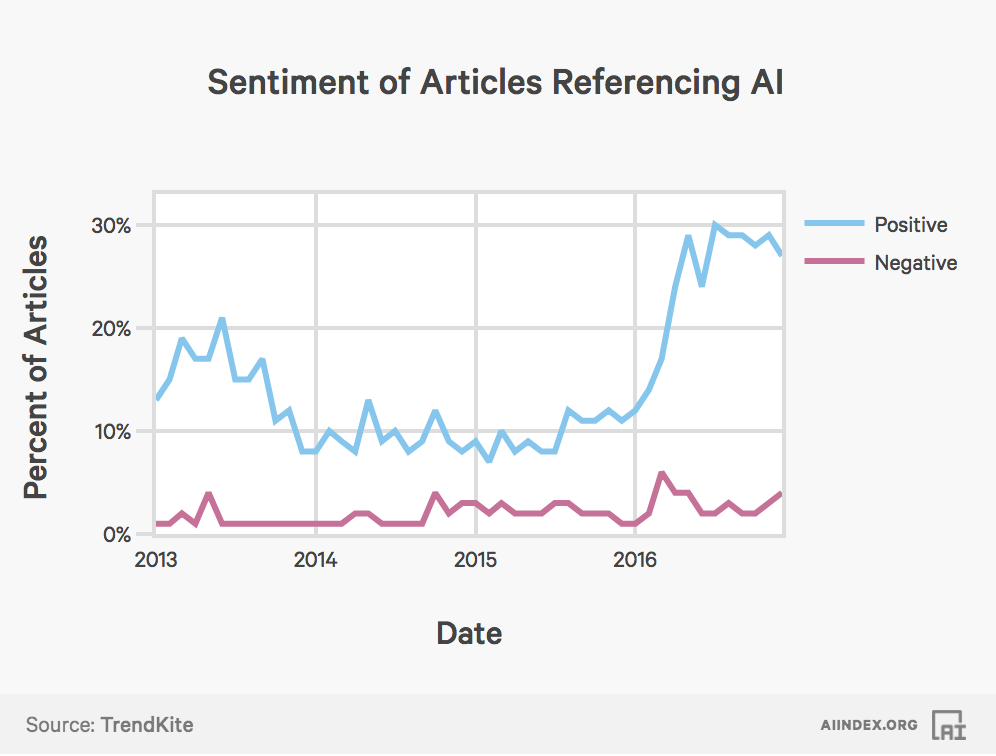 Sentiment of Articles Referencing AI
Percent of Articles
30%
20%
10%
0%
2013
2014
2015
2016
Date
Positive
Negative
Source: TrendKite
AIINDEX.ORG
AI